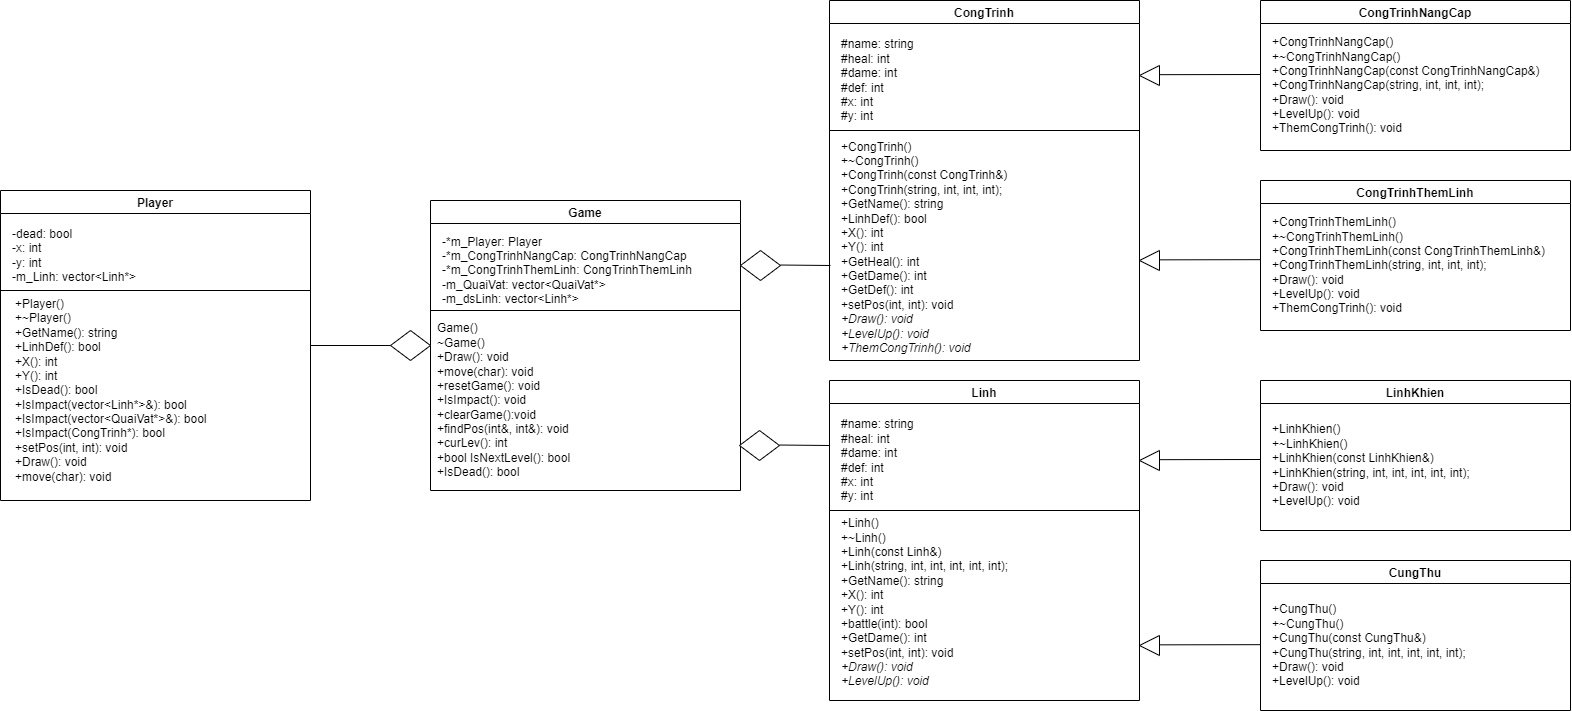 Player
-dead: bool
-x: int
-y: int
-m_Linh: vector<Linh*>
+Player()
+~Player()
+GetName(): string
+LinhDef(): bool
+X(): int
+Y(): int
+IsDead(): bool
+IsImpact(vector<Linh*>&): bool
+IsImpact(vector<QuaiVat*>&): bool
+IsImpact(CongTrinh*): bool
+setPos(int, int): void
+Draw(): void
+move(char): void
Game
-*m_Player: Player
-*m_CongTrinhNangCap: CongTrinhNangCap
-*m_CongTrinhThemLinh: CongTrinhThemLinh
-m_QuaiVat: vector<QuaiVat*>
-m_dsLinh: vector<Linh*>
Game()
~Game()
+Draw(): void
+move(char): void
+resetGame(): void
+IsImpact(): void
+clearGame():void
+findPos(int&, int&): void
+curLev(): int
+bool IsNextLevel(): bool
+IsDead(): bool
CongTrinh
#name: string
#heal: int
#dame: int
#def: int
#x: int
#y: int
+CongTrinh()
+~CongTrinh()
+CongTrinh(const CongTrinh&)
+CongTrinh(string, int, int, int);
+GetName(): string
+LinhDef(): bool
+X(): int
+Y(): int
+GetHeal(): int
+GetDame(): int
+GetDef(): int
+setPos(int, int): void
+Draw(): void
+LevelUp(): void
+ThemCongTrinh(): void
Linh
#name: string
#heal: int
#dame: int
#def: int
#x: int
#y: int
+Linh()
+~Linh()
+Linh(const Linh&)
+Linh(string, int, int, int, int, int);
+GetName(): string
+X(): int
+Y(): int
+battle(int): bool
+GetDame(): int
+setPos(int, int): void
+Draw(): void
+LevelUp(): void
CongTrinhNangCap
+CongTrinhNangCap()
+~CongTrinhNangCap()
+CongTrinhNangCap(const CongTrinhNangCap&)
+CongTrinhNangCap(string, int, int, int);
+Draw(): void
+LevelUp(): void
+ThemCongTrinh(): void
CongTrinhThemLinh
+CongTrinhThemLinh()
+~CongTrinhThemLinh()
+CongTrinhThemLinh(const CongTrinhThemLinh&)
+CongTrinhThemLinh(string, int, int, int);
+Draw(): void
+LevelUp(): void
+ThemCongTrinh(): void
LinhKhien
+LinhKhien()
+~LinhKhien()
+LinhKhien(const LinhKhien&)
+LinhKhien(string, int, int, int, int, int);
+Draw(): void
+LevelUp(): void
CungThu
+CungThu()
+~CungThu()
+CungThu(const CungThu&)
+CungThu(string, int, int, int, int, int);
+Draw(): void
+LevelUp(): void